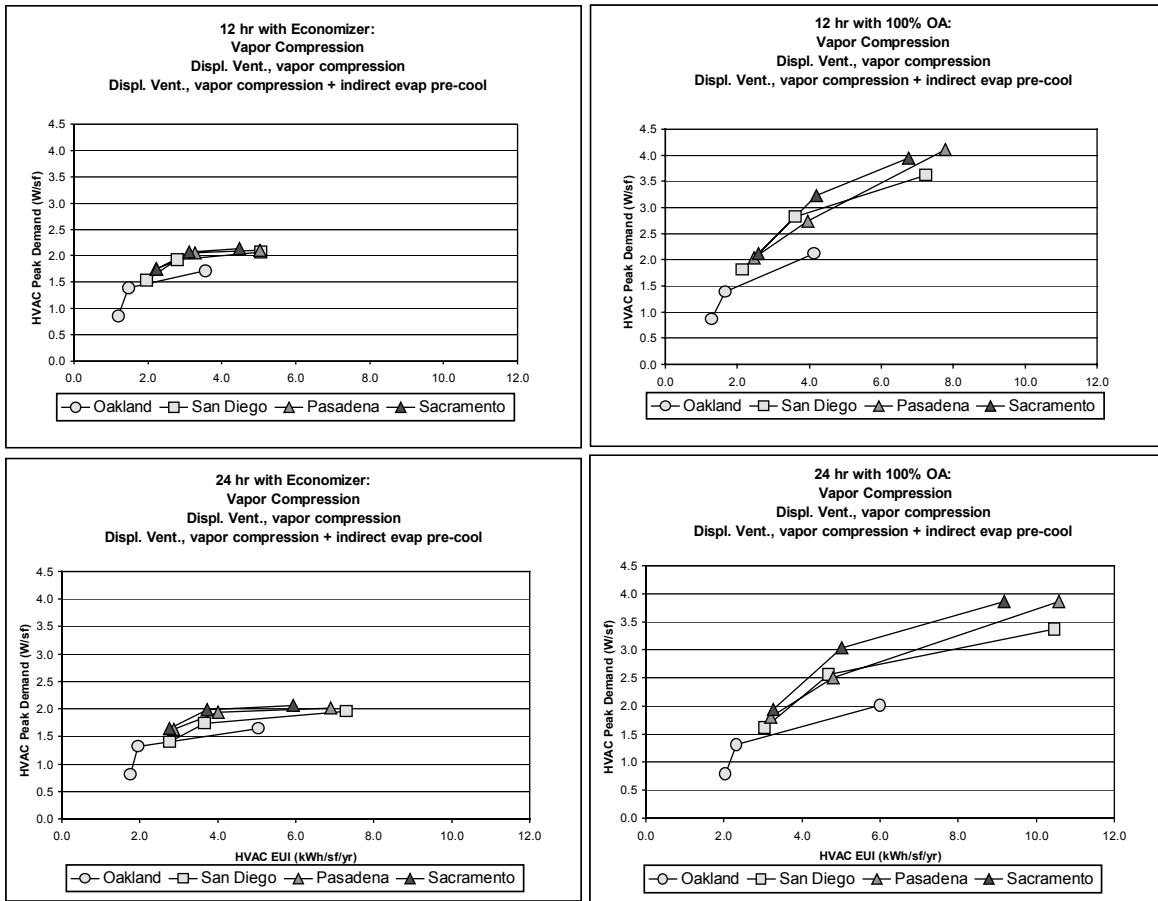 12 hr with Economizer:
Vapor Compression
Displ. Vent., vapor compression
Displ. Vent., vapor compression + indirect evap pre-cool
HVAC Peak Demand (W/sf)
4.5
4.0
3.5
3.0
2.5
2.0
1.5
1.0
0.5
0.0
0.0 2.0 4.0 6.0 8.0 10.0 12.0
Oakland San Diego Pasadena Sacramento
12 hr with 100% OA:
Vapor Compression
Displ. Vent., vapor compression
Displ. Vent., vapor compression + indirect evap pre-cool
HVAC Peak Demand (W/sf)
4.5
4.0
3.5
3.0
2.5
2.0
1.5
1.0
0.5
0.0
0.0 2.0 4.0 6.0 8.0 10.0 12.0
Oakland San Diego Pasadena Sacramento
24 hr with Economizer:
Vapor Compression
Displ. Vent., vapor compression
Displ. Vent., vapor compression + indirect evap pre-cool
HVAC Peak Demand (W/sf)
4.5
4.0
3.5
3.0
2.5
2.0
1.5
1.0
0.5
0.0
0.0 2.0 4.0 6.0 8.0 10.0 12.0
HVAC EUI (kWh/sf/yr)
Oakland San Diego Pasadena Sacramento
24 hr with 100% OA:
Vapor Compression
Displ. Vent., vapor compression
Displ. Vent., vapor compression + indirect evap pre-cool
HVAC Peak Demand (W/sf)
4.5
4.0
3.5
3.0
2.5
2.0
1.5
1.0
0.5
0.0
0.0 2.0 4.0 6.0 8.0 10.0 12.0
HVAC EUI (kWh/sf/yr)
Oakland San Diego Pasadena Sacramento